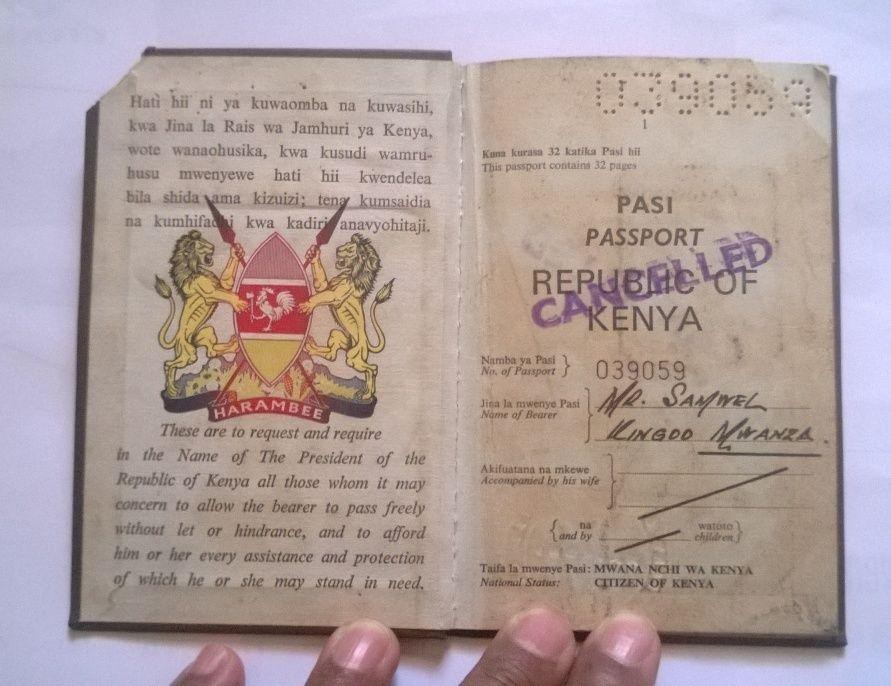 Hati hii ni ya kuwaomba na kuwasihi,
kwa Jina la Rais wa Jamhuri ya Kenya,
wote wanaohusika, kwa kusudi wamru-
husu mwenyewe hati hii kwendelea
bila shida ama kizuizi; tena kumsaidia
na kumhifadhi kwa kadiri anavyohitaji.
HARAMBEE
These are to request and require
in the Name of The President of the
Republic of Kenya all those whom it may
concern to allow the bearer to pass freely
without let or hindrance, and to afford
him or her every assistance and protection
of which he or she may stand in need.
039059
1
Kuna kurasa 32 katika Pasi hii
This passport contains 32 pages
PASI
PASSPORT
REPUBLIC OF
CANCELLED
KENYA
Namba ya Pasi
No. of Passport } 039059
Jina la mwenye Pasi
Name of Bearer } MR. SAMWEL
KINGOO MWANZA.
Akifuatana na mkewe
Accompanied by his wife }
{ na watoto }
and by children
Taifa la mwenye Pasi: MWANA NCHI WA KENYA
National Status: CITIZEN OF KENYA